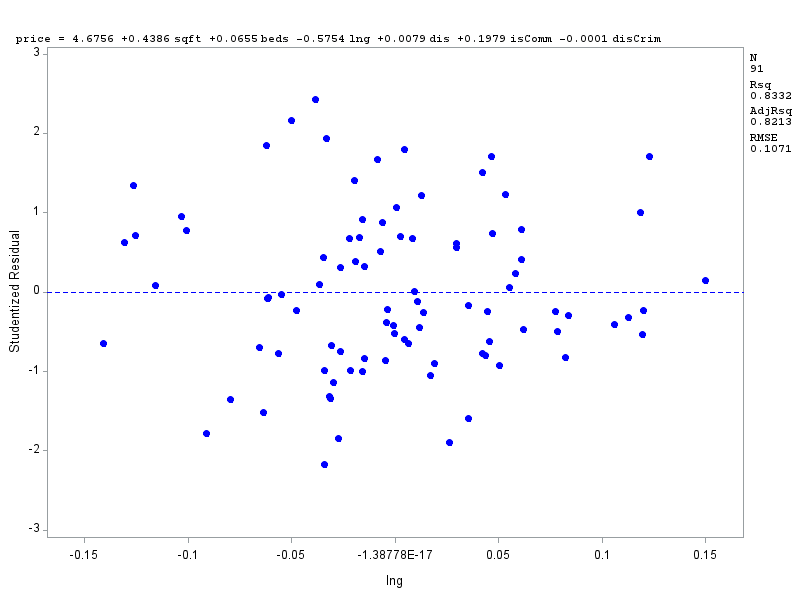 price = 4.6756 +0.4386 sqft +0.0655 beds -0.5754 lng +0.0079 dis +0.1979 isComm -0.0001 disCrim
N
91
Rsq
0.8332
AdjRsq
0.8213
RMSE
0.1071
3
2
1
0
-1
-2
-3
Studentized Residual
-0.15 -0.1 -0.05 -1.38778E-17 0.05 0.1 0.15
lng